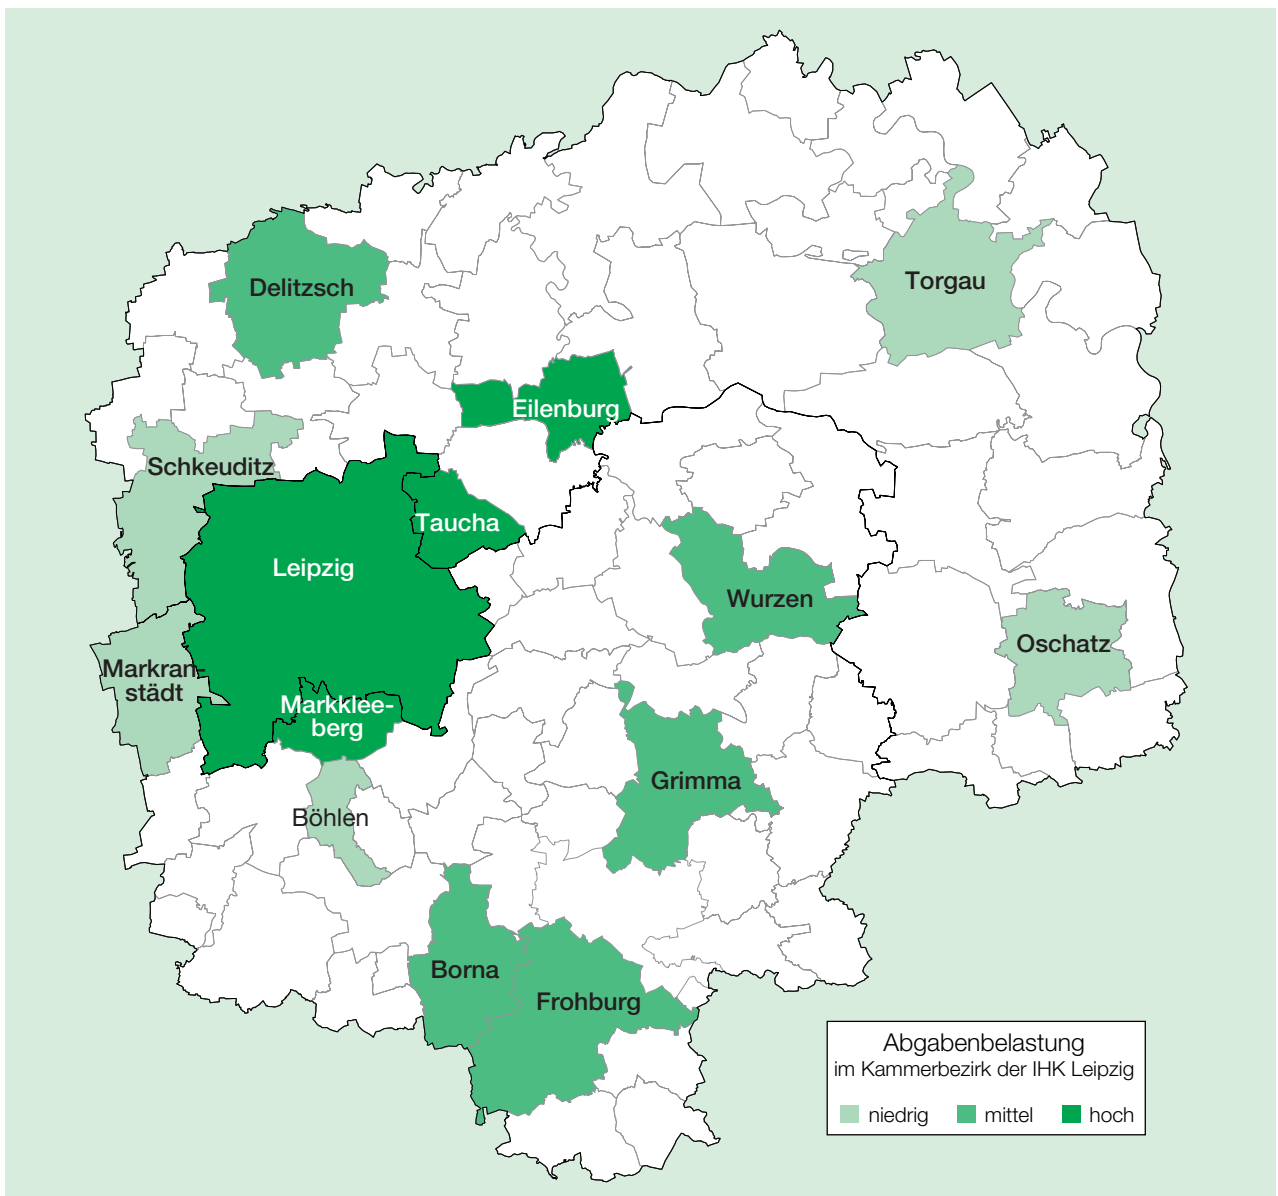 Delitzsch
Torgau
Eilenburg
Schkeuditz
Taucha
Leipzig
Wurzen
Oschatz
Markran-
städt
Markklee-
berg
Grimma
Böhlen
Borna
Frohburg
Abgabenbelastung
im Kammerbezirk der IHK Leipzig
niedrig mittel hoch